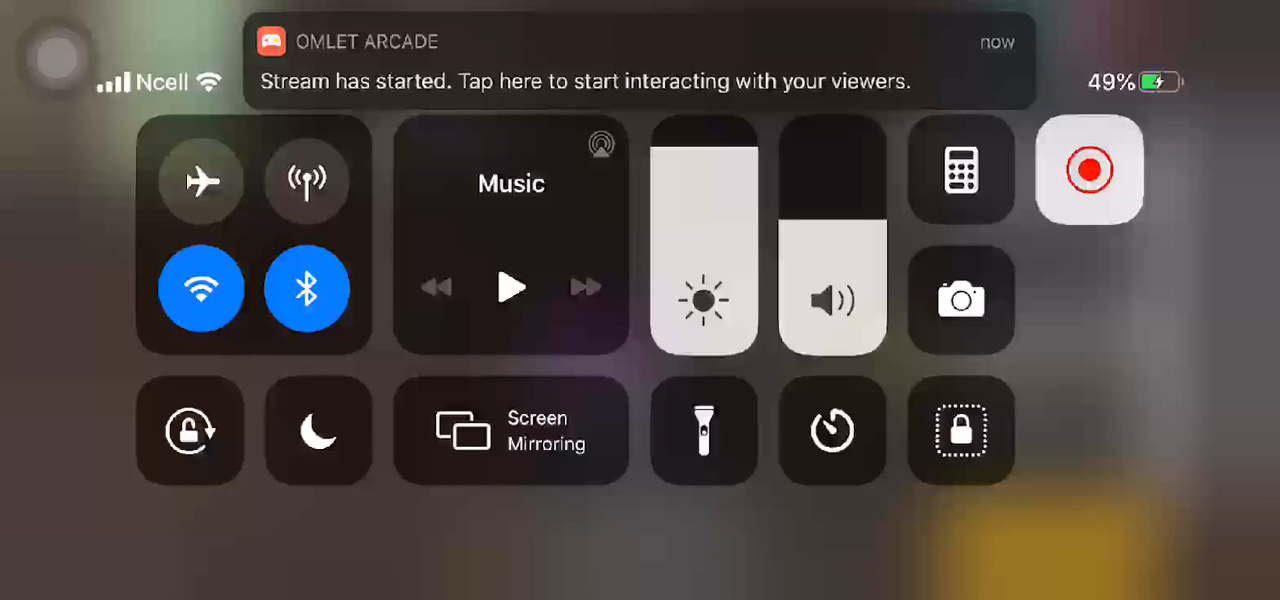 OMLET ARCADE
now
Stream has started. Tap here to start interacting with your viewers.
Ncell
49%
Music
Screen
Mirroring